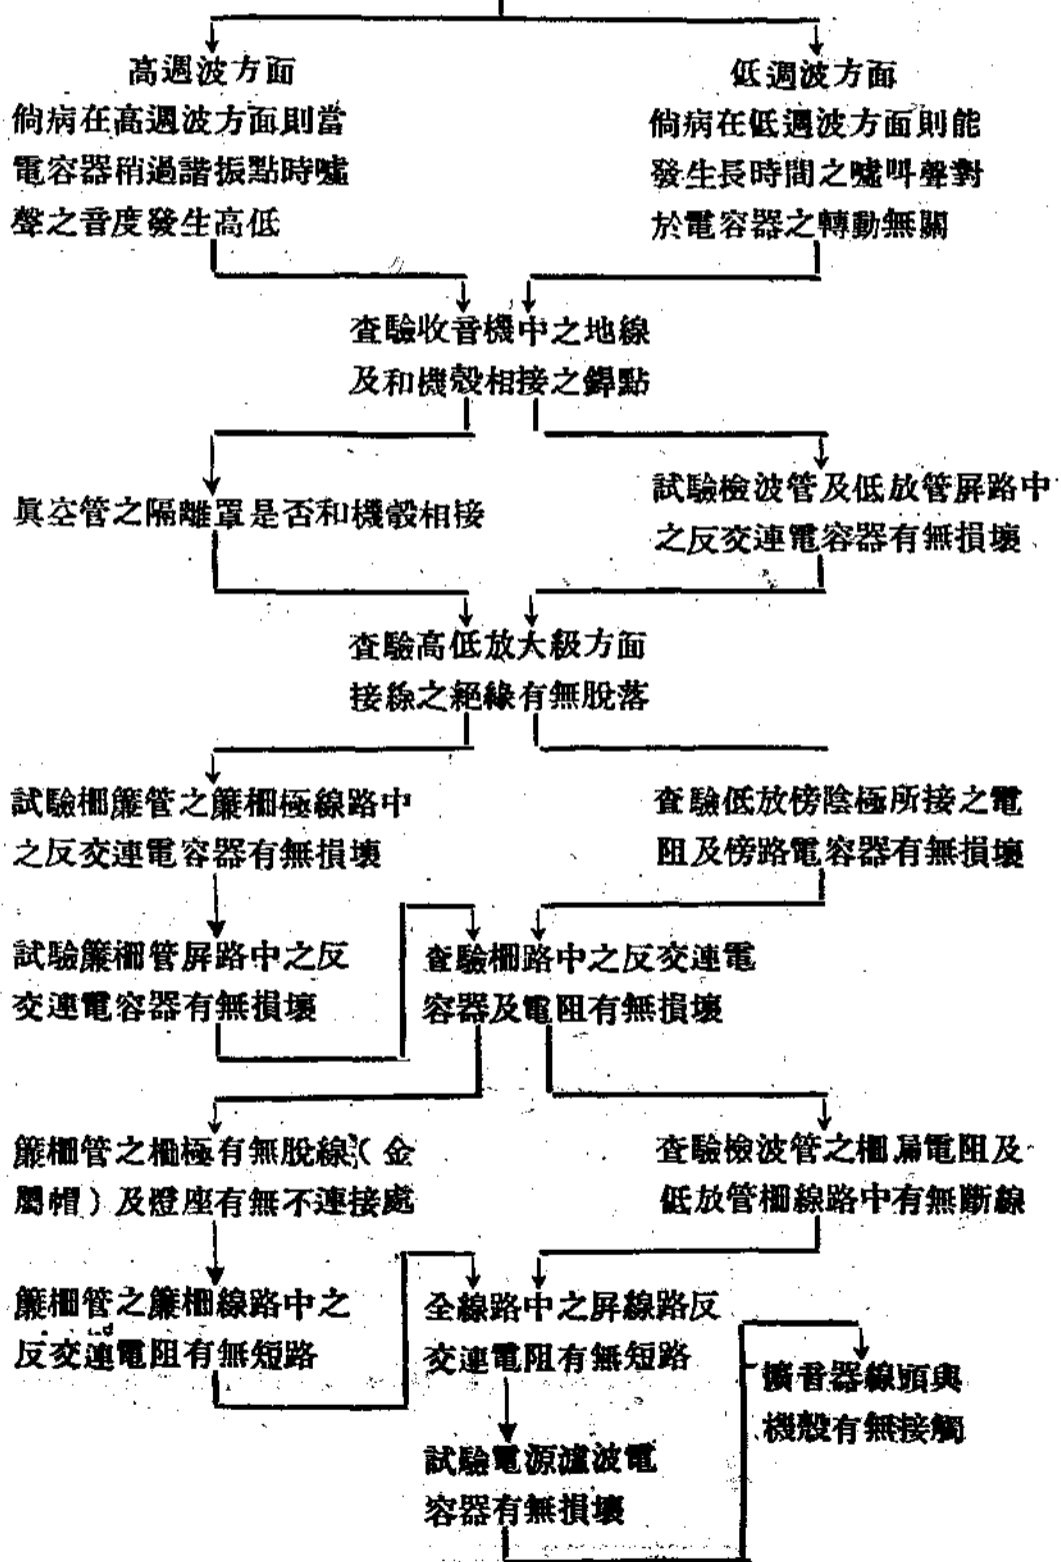 高週波方面
倘病在高週波方面則當
電容器稍過諧振點時噓
聲之音度發生高低
低週波方面
倘病在低週波方面則能
發生長時間之噓叫聲對
於電容器之轉動無關
查驗收音機中之地線
及和機殼相接之銲點
眞空管之隔離罩是否和機殼相接
試驗檢波管及低放管屏路中
之反交連電容器有無損壞
查驗高低放大級方面
接線之絕緣有無脫落
試驗柵簾管之簾柵極線路中
之反交連電容器有無損壞
查驗低放傍陰極所接之電
阻及傍路電容器有無損壞
試驗簾柵管屏路中之反
交連電容器有無損壞
查驗柵路中之反交連電
容器及電阻有無損壞
簾柵管之柵極有無脫線（金
屬帽）及燈座有無不連接處
查驗檢波管之柵漏電阻及
低放管柵線路中有無斷線
簾柵管之簾柵線路中之
反交連電阻有無短路
全線路中之屏線路反
交連電阻有無短路
擴音器線頭與
機殼有無接觸
試驗電源濾波電
容器有無損壞